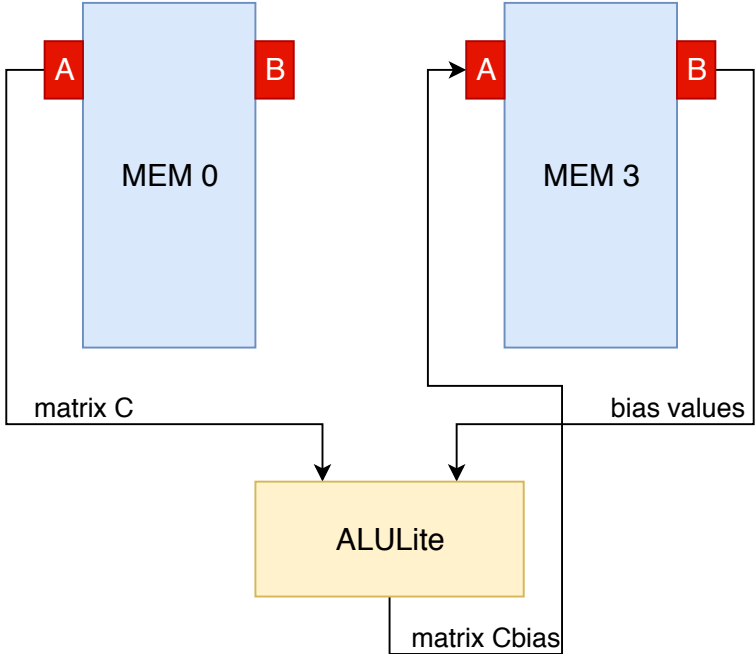 A
B
A
B
MEM 0
MEM 3
matrix C
bias values
ALULite
matrix Cbias